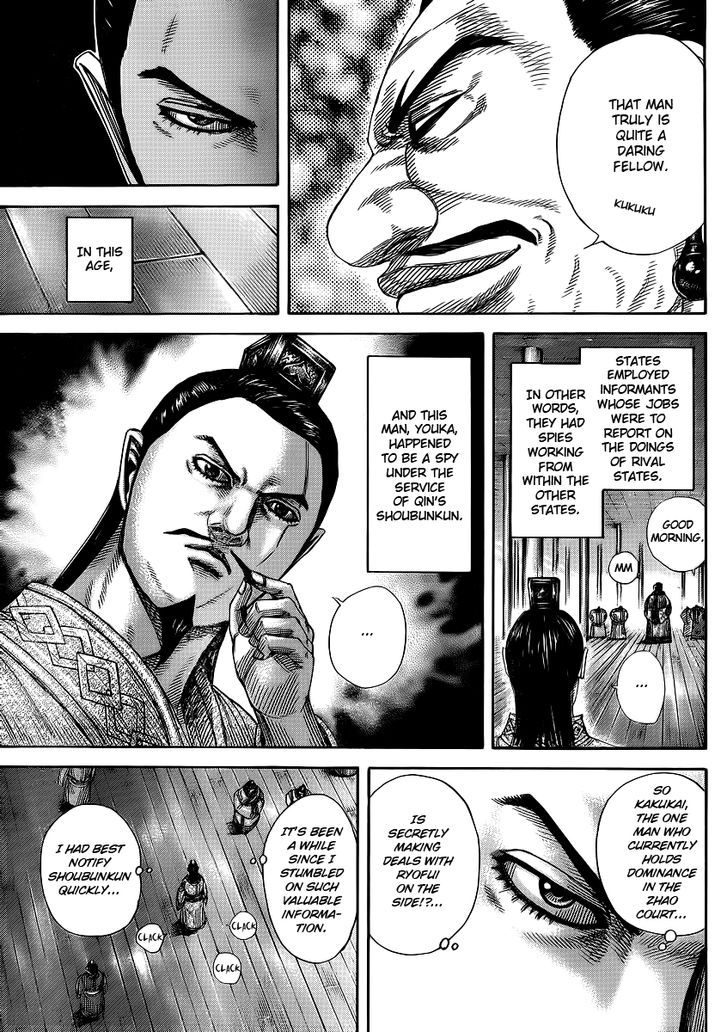 THAT MAN
TRULY IS
QUITE A
DARING
FELLOW.
KUKUKU
IN THIS
AGE,
STATES
EMPLOYED
INFORMANTS
WHOSE JOBS
WERE TO
REPORT ON
THE DOINGS
OF RIVAL
STATES.
IN OTHER
WORDS,
THEY HAD
SPIES
WORKING
FROM
WITHIN THE
OTHER
STATES.
GOOD
MORNING.
MM
...
AND THIS
MAN, YOUKA,
HAPPENED
TO BE A SPY
UNDER THE
SERVICE
OF QIN'S
SHOUBUNKUN.
...
SO
KAKUKAI,
THE ONE
MAN WHO
CURRENTLY
HOLDS
DOMINANCE
IN THE
ZHAO
COURT...
IS
SECRETLY
MAKING
DEALS WITH
RYOFUI
ON THE
SIDE!?...
IT'S BEEN
A WHILE
SINCE I
STUMBLED
ON SUCH
VALUABLE
INFORMA-
TION.
I HAD BEST
NOTIFY
SHOUBUNKUN
QUICKLY...
CLACK
CLACK
CLACK